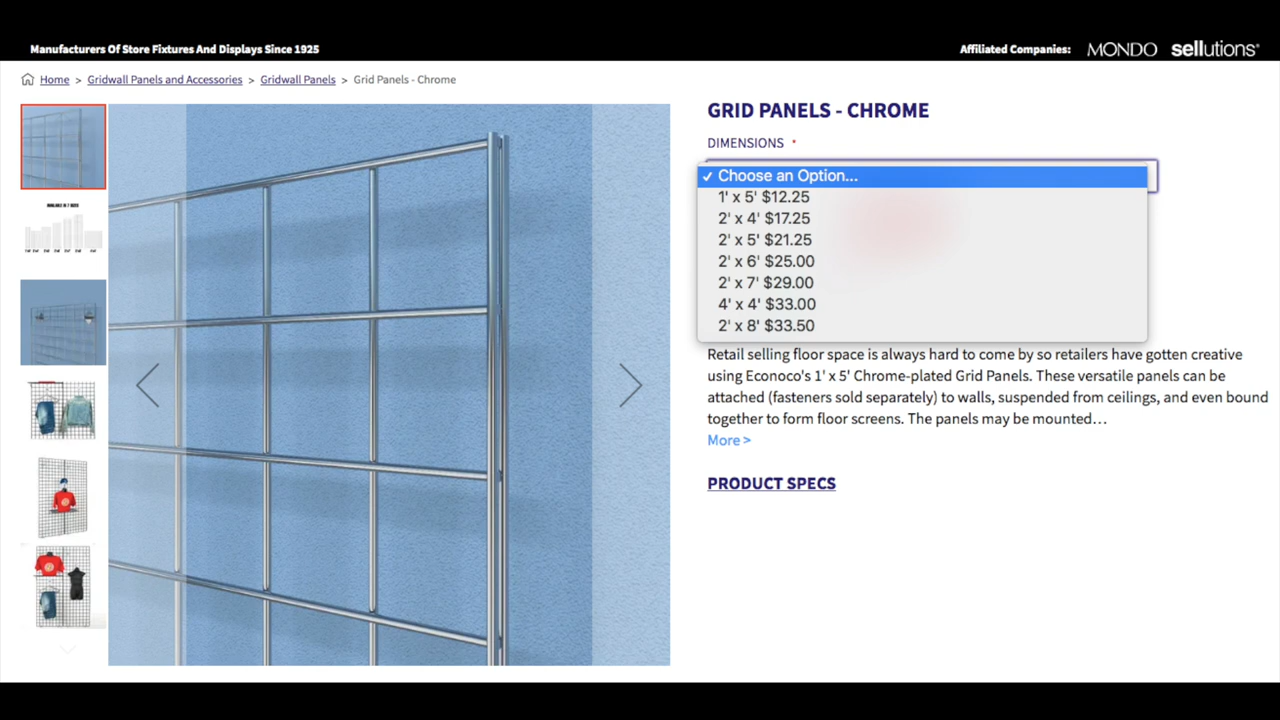 Manufacturers Of Store Fixtures And Displays Since 1925
Affiliated Companies: MONDO sellutions®
Home > Gridwall Panels and Accessories > Gridwall Panels > Grid Panels - Chrome
GRID PANELS - CHROME
DIMENSIONS *
✓ Choose an Option...
1' x 5' $12.25
2' x 4' $17.25
2' x 5' $21.25
2' x 6' $25.00
2' x 7' $29.00
4' x 4' $33.00
2' x 8' $33.50
Retail selling floor space is always hard to come by so retailers have gotten creative
using Econoco's 1' x 5' Chrome-plated Grid Panels. These versatile panels can be
attached (fasteners sold separately) to walls, suspended from ceilings, and even bound
together to form floor screens. The panels may be mounted…
More >
PRODUCT SPECS